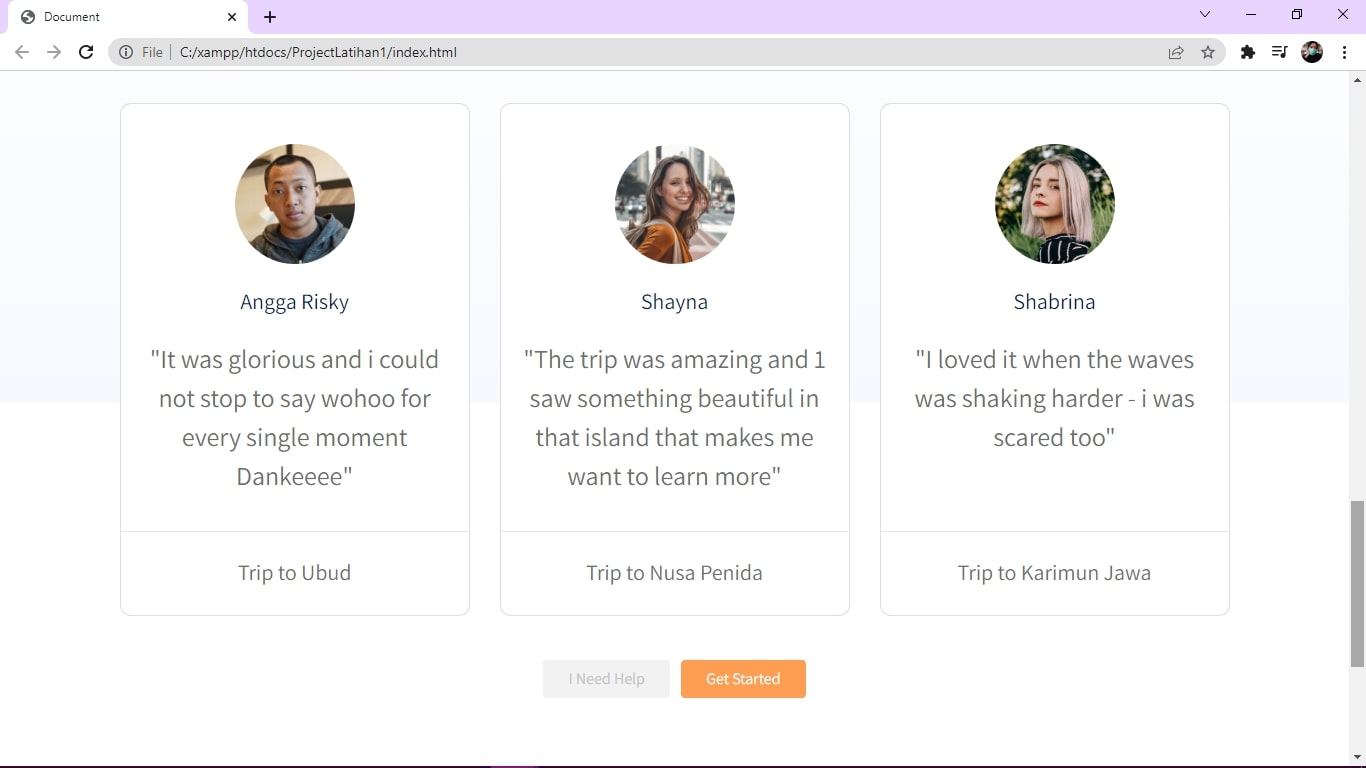 Document
File
C:/xampp/htdocs/ProjectLatihan1/index.html
Angga Risky
"It was glorious and i could
not stop to say wohoo for
every single moment
Dankeeee"
Trip to Ubud
Shayna
"The trip was amazing and 1
saw something beautiful in
that island that makes me
want to learn more"
Trip to Nusa Penida
Shabrina
"I loved it when the waves
was shaking harder - i was
scared too"
Trip to Karimun Jawa
I Need Help
Get Started